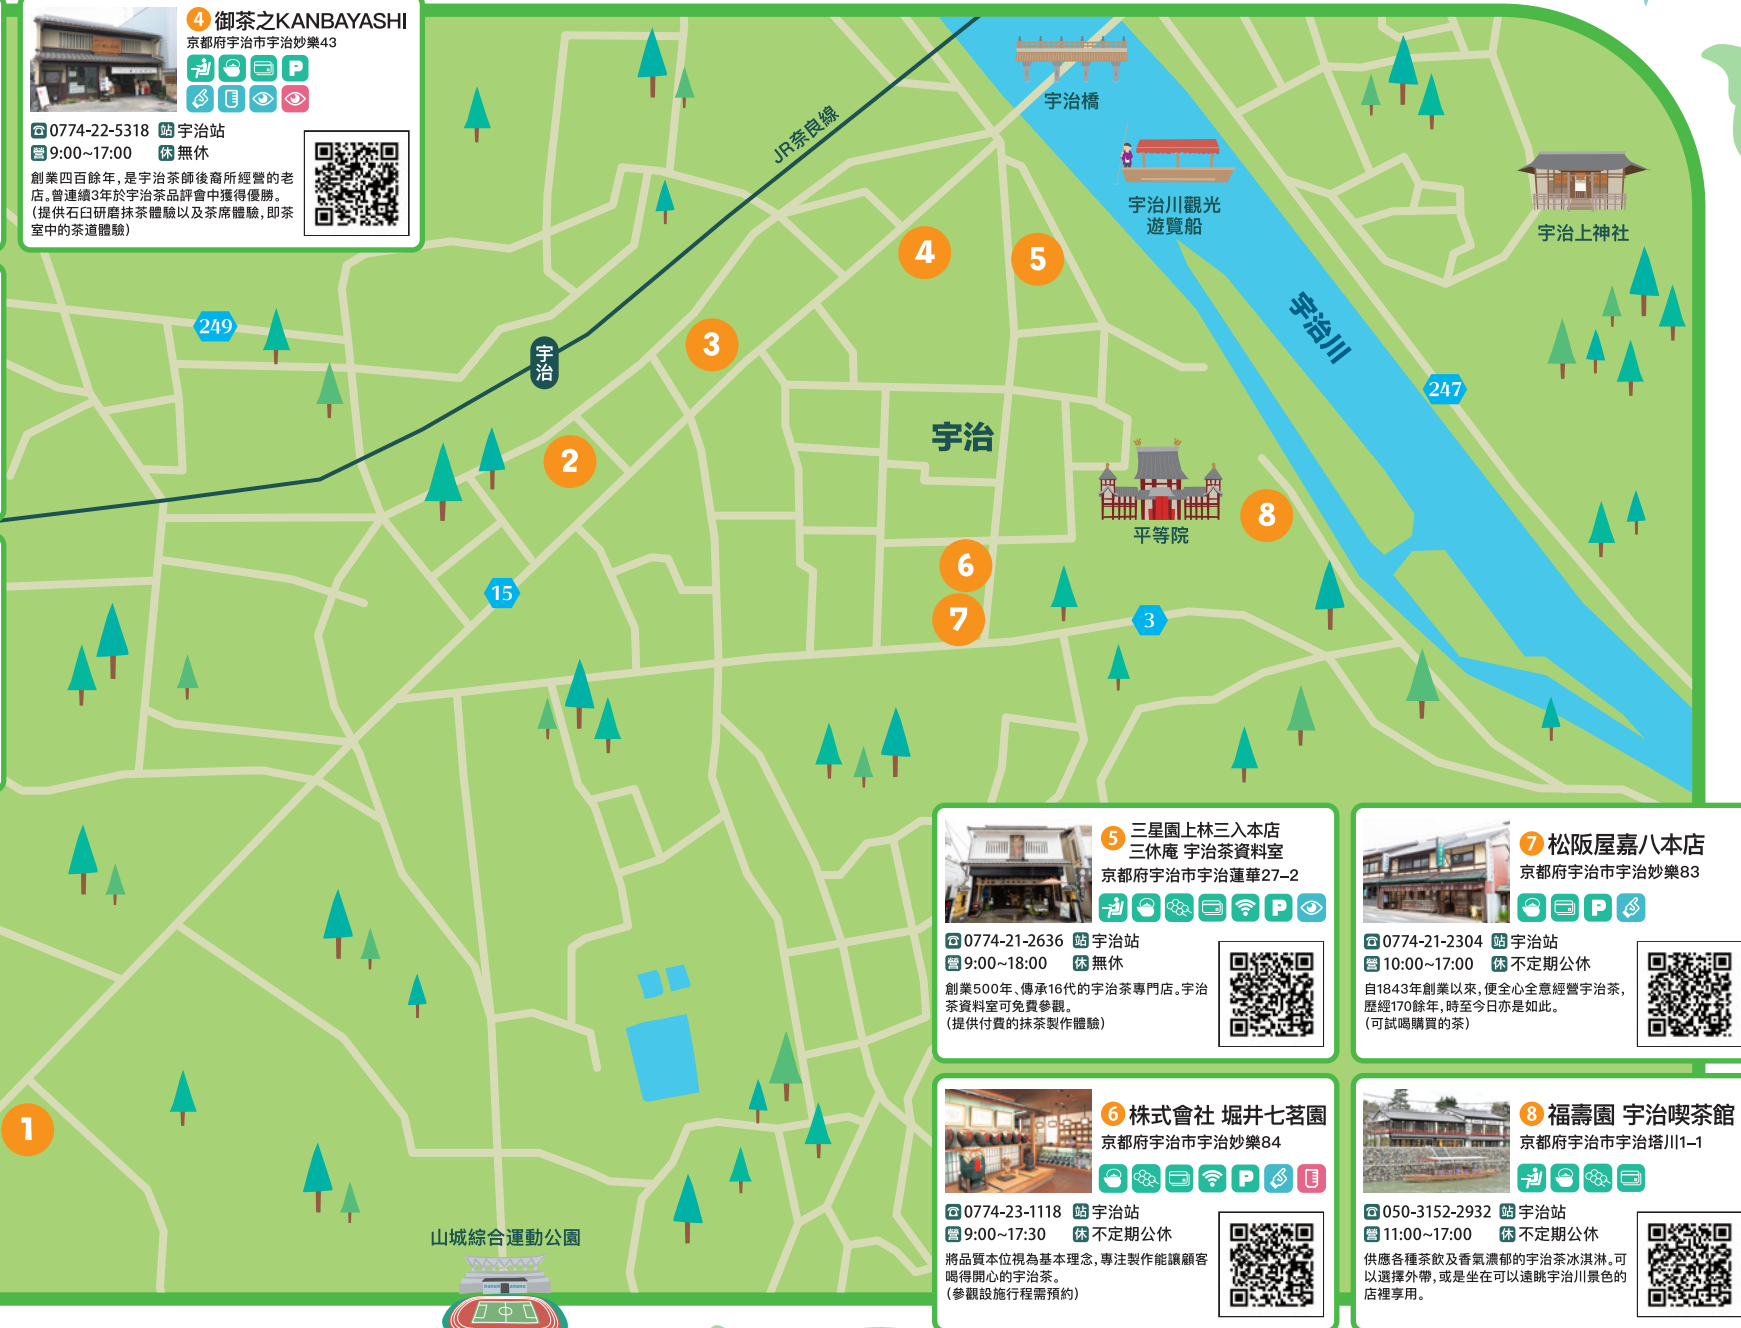 4 御茶之KANBAYASHI
京都府宇治市宇治妙樂43
P
站 宇治站
0774-22-5318
營 9:00~17:00 休 無休
創業四百餘年,是宇治茶師後裔所經營的老
店。曾連續3年於宇治茶品評會中獲得優勝。
(提供石臼研磨抹茶體驗以及茶席體驗,即茶
室中的茶道體驗)
JR奈良線
宇治橋
宇治川觀光
遊覽船
宇治上神社
4
5
249
宇治
3
宇治川
247
宇治
2
平等院
8
6
15
7
3
1
山城綜合運動公園
5 三星園上林三入本店
三休庵 宇治茶資料室
京都府宇治市宇治蓮華27–2
P
0774-21-2636 站 宇治站
營 9:00~18:00 休 無休
創業500年、傳承16代的宇治茶專門店。宇治
茶資料室可免費參觀。
(提供付費的抹茶製作體驗)
7 松阪屋嘉八本店
京都府宇治市宇治妙樂83
P
0774-21-2304 站 宇治站
營 10:00~17:00 休 不定期公休
自1843年創業以來,便全心全意經營宇治茶,
歷經170餘年,時至今日亦是如此。
(可試喝購買的茶)
6 株式會社 堀井七茗園
京都府宇治市宇治妙樂84
P
0774-23-1118 站 宇治站
營 9:00~17:30 休 不定期公休
將品質本位視為基本理念,專注製作能讓顧客
喝得開心的宇治茶。
(參觀設施行程需預約)
8 福壽園 宇治喫茶館
京都府宇治市宇治塔川1–1
050-3152-2932 站 宇治站
營 11:00~17:00 休 不定期公休
供應各種茶飲及香氣濃郁的宇治茶冰淇淋。可
以選擇外帶,或是坐在可以遠眺宇治川景色的
店裡享用。